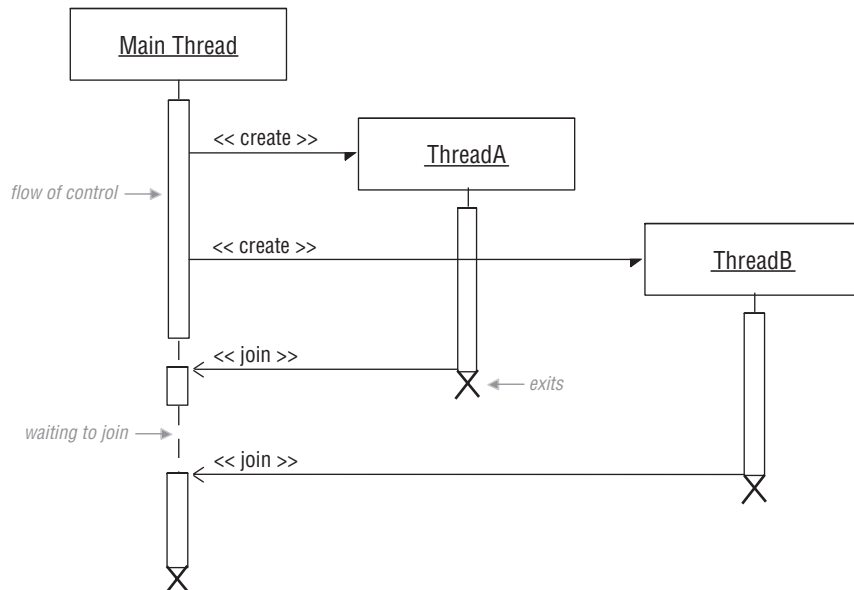 Main Thread
<< create >>
ThreadA
flow of control
<< create >>
ThreadB
<< join >>
exits
waiting to join
<< join >>